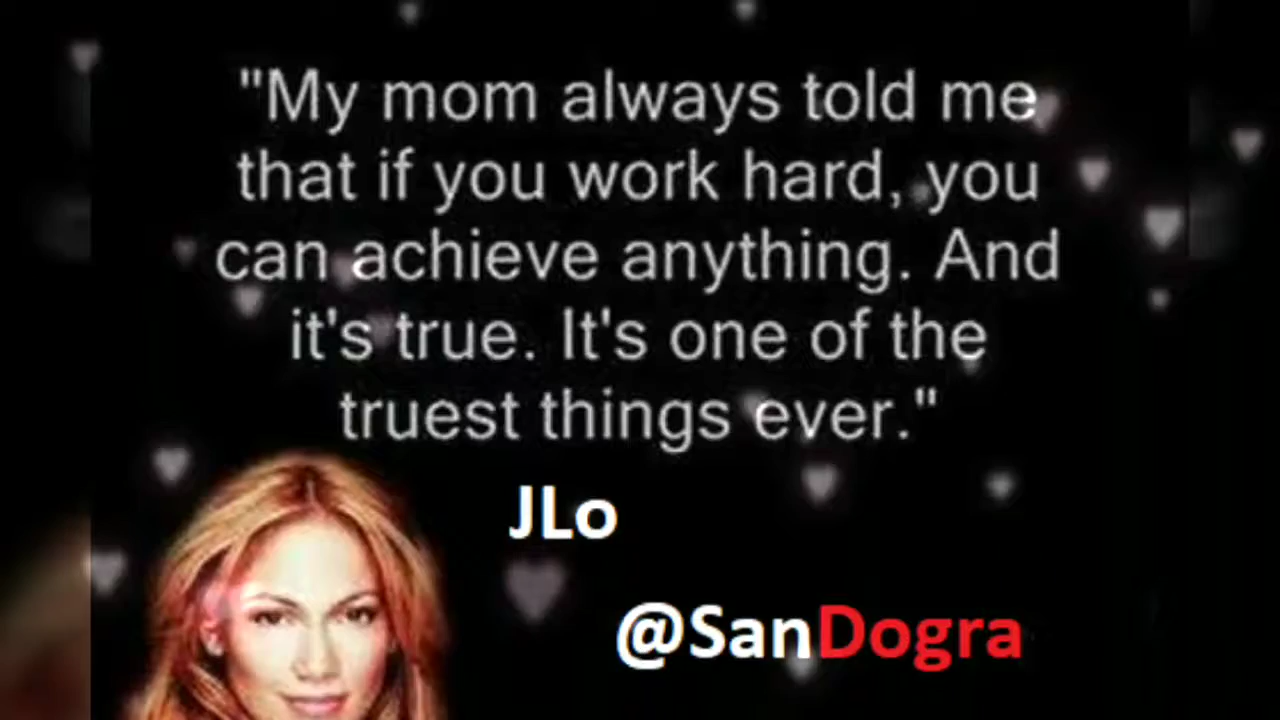 "My mom always told me
that if you work hard, you
can achieve anything. And
it's true. It's one of the
truest things ever."
JLo
@SanDogra